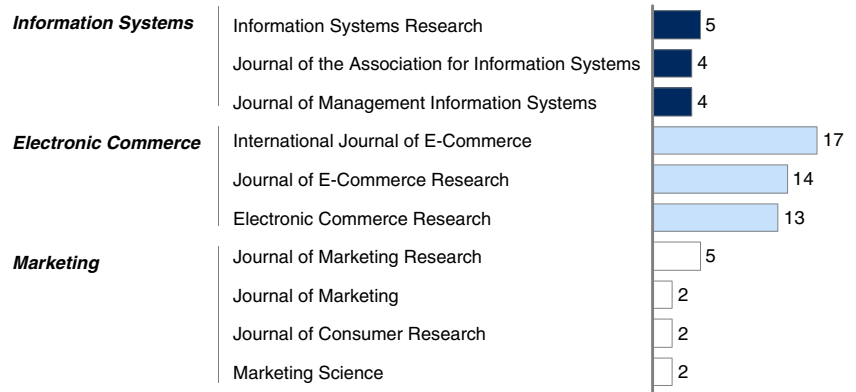 Information Systems
Information Systems Research 5
Journal of the Association for Information Systems 4
Journal of Management Information Systems 4
Electronic Commerce
International Journal of E-Commerce 17
Journal of E-Commerce Research 14
Electronic Commerce Research 13
Marketing
Journal of Marketing Research 5
Journal of Marketing 2
Journal of Consumer Research 2
Marketing Science 2